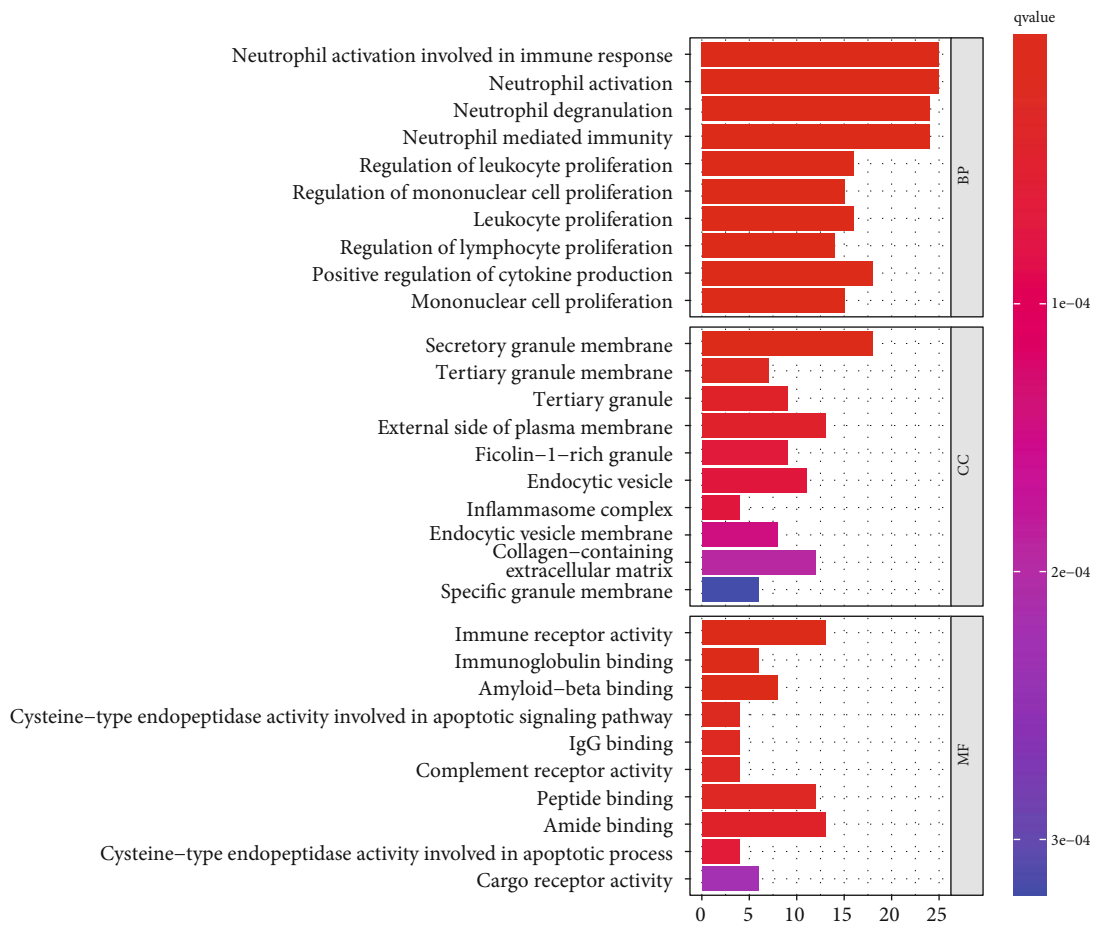 qvalue
Neutrophil activation involved in immune response
Neutrophil activation
Neutrophil degranulation
Neutrophil mediated immunity
Regulation of leukocyte proliferation
Regulation of mononuclear cell proliferation
Leukocyte proliferation
Regulation of lymphocyte proliferation
Positive regulation of cytokine production
Mononuclear cell proliferation
BP
Secretory granule membrane
Tertiary granule membrane
Tertiary granule
External side of plasma membrane
Ficolin−1−rich granule
Endocytic vesicle
Inflammasome complex
Endocytic vesicle membrane
Collagen−containing
extracellular matrix
Specific granule membrane
CC
Immune receptor activity
Immunoglobulin binding
Amyloid−beta binding
Cysteine−type endopeptidase activity involved in apoptotic signaling pathway
IgG binding
Complement receptor activity
Peptide binding
Amide binding
Cysteine−type endopeptidase activity involved in apoptotic process
Cargo receptor activity
MF
0 5 10 15 20 25
1e−04
2e−04
3e−04